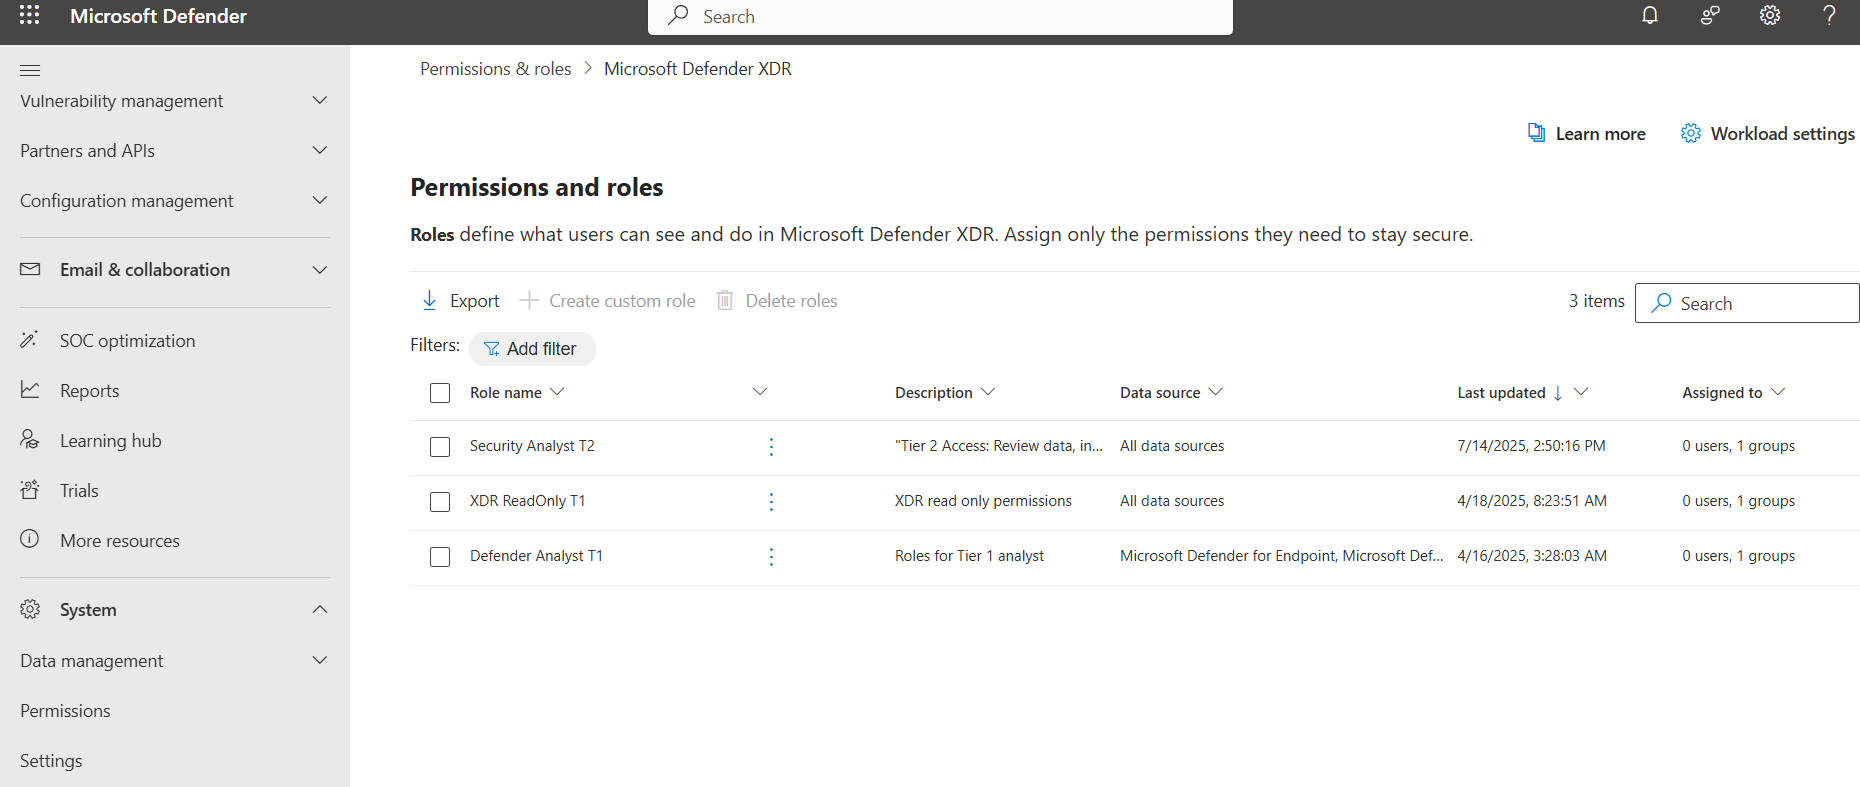 Microsoft Defender
Search
Permissions & roles > Microsoft Defender XDR
Vulnerability management
Partners and APIs
Configuration management
Email & collaboration
SOC optimization
Reports
Learning hub
Trials
More resources
System
Data management
Permissions
Settings
Learn more
Workload settings
Permissions and roles
Roles define what users can see and do in Microsoft Defender XDR. Assign only the permissions they need to stay secure.
Export Create custom role Delete roles 3 items Search
Filters: Add filter
Role name Description Data source Last updated ↓ Assigned to
Security Analyst T2 "Tier 2 Access: Review data, in... All data sources 7/14/2025, 2:50:16 PM 0 users, 1 groups
XDR ReadOnly T1 XDR read only permissions All data sources 4/18/2025, 8:23:51 AM 0 users, 1 groups
Defender Analyst T1 Roles for Tier 1 analyst Microsoft Defender for Endpoint, Microsoft Def... 4/16/2025, 3:28:03 AM 0 users, 1 groups